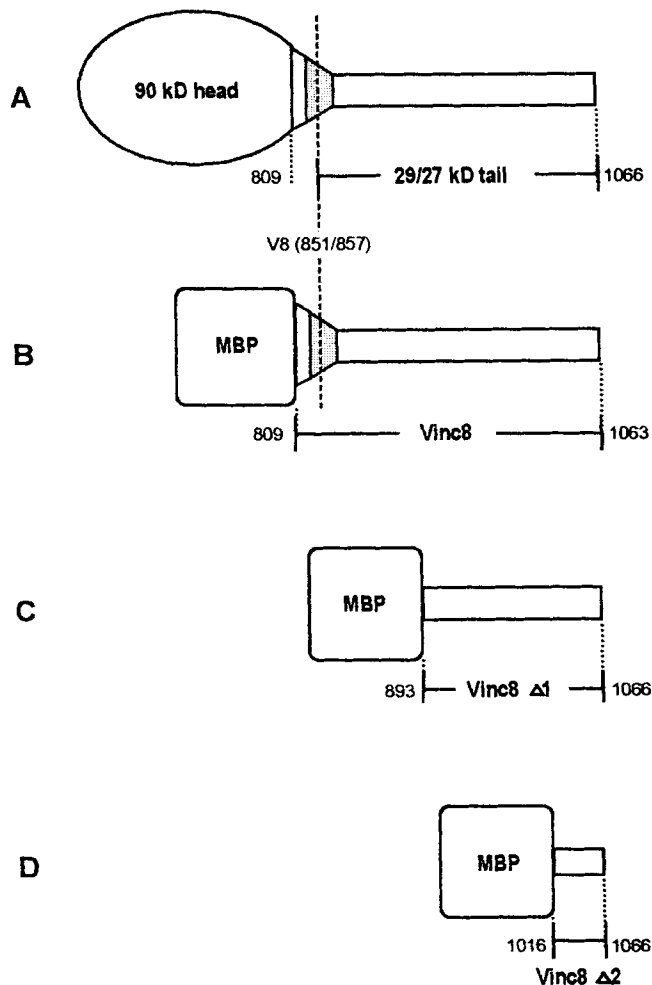 A
90 kD head
809
29/27 kD tail
1066
V8 (851/857)
B
MBP
809
Vinc8
1063
C
MBP
893
Vinc8 Δ1
1066
D
MBP
1016
1066
Vinc8 Δ2